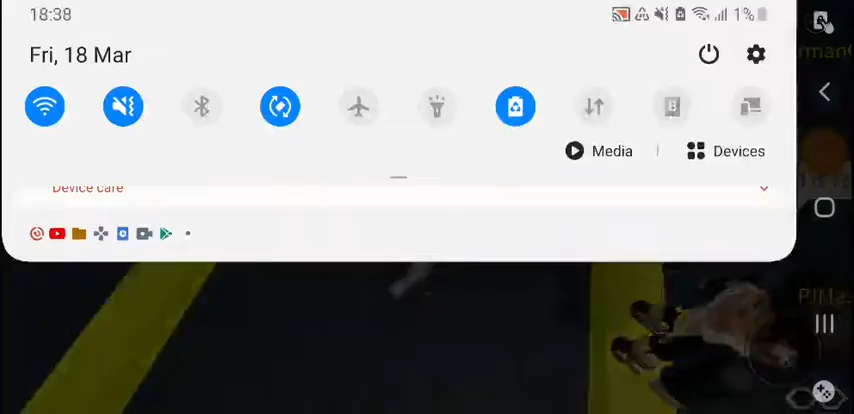 18:38
1%
Fri, 18 Mar
Media
Devices
Device care